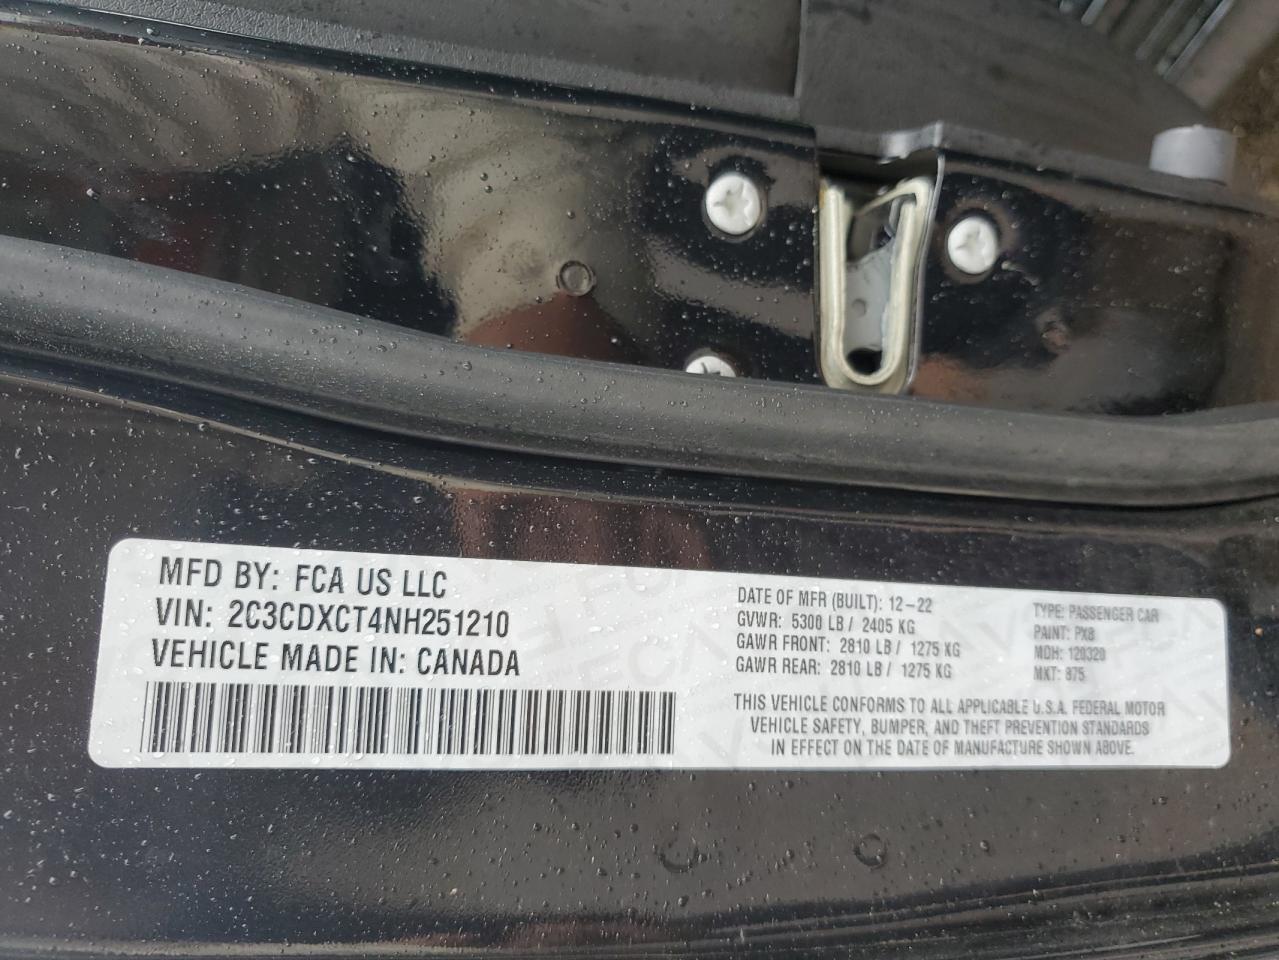 MFD BY: FCA US LLC
VIN: 2C3CDXCT4NH251210
VEHICLE MADE IN: CANADA
DATE OF MFR (BUILT): 12-22
GVWR: 5300 LB / 2405 KG
GAWR FRONT: 2810 LB / 1275 KG
GAWR REAR: 2810 LB / 1275 KG
TYPE: PASSENGER CAR
PAINT: PX8
MDH: 120320
MKT: 875
THIS VEHICLE CONFORMS TO ALL APPLICABLE U.S.A. FEDERAL MOTOR
VEHICLE SAFETY, BUMPER, AND THEFT PREVENTION STANDARDS
IN EFFECT ON THE DATE OF MANUFACTURE SHOWN ABOVE.